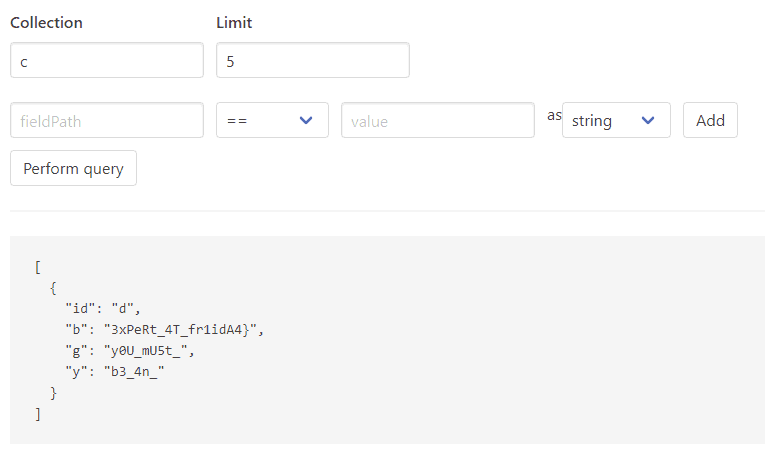 Collection Limit
c 5
fieldPath == value as string Add
Perform query
[
  {
    "id": "d",
    "b": "3xPeRt_4T_fr1idA4}",
    "g": "y0U_mU5t_",
    "y": "b3_4n_"
  }
]